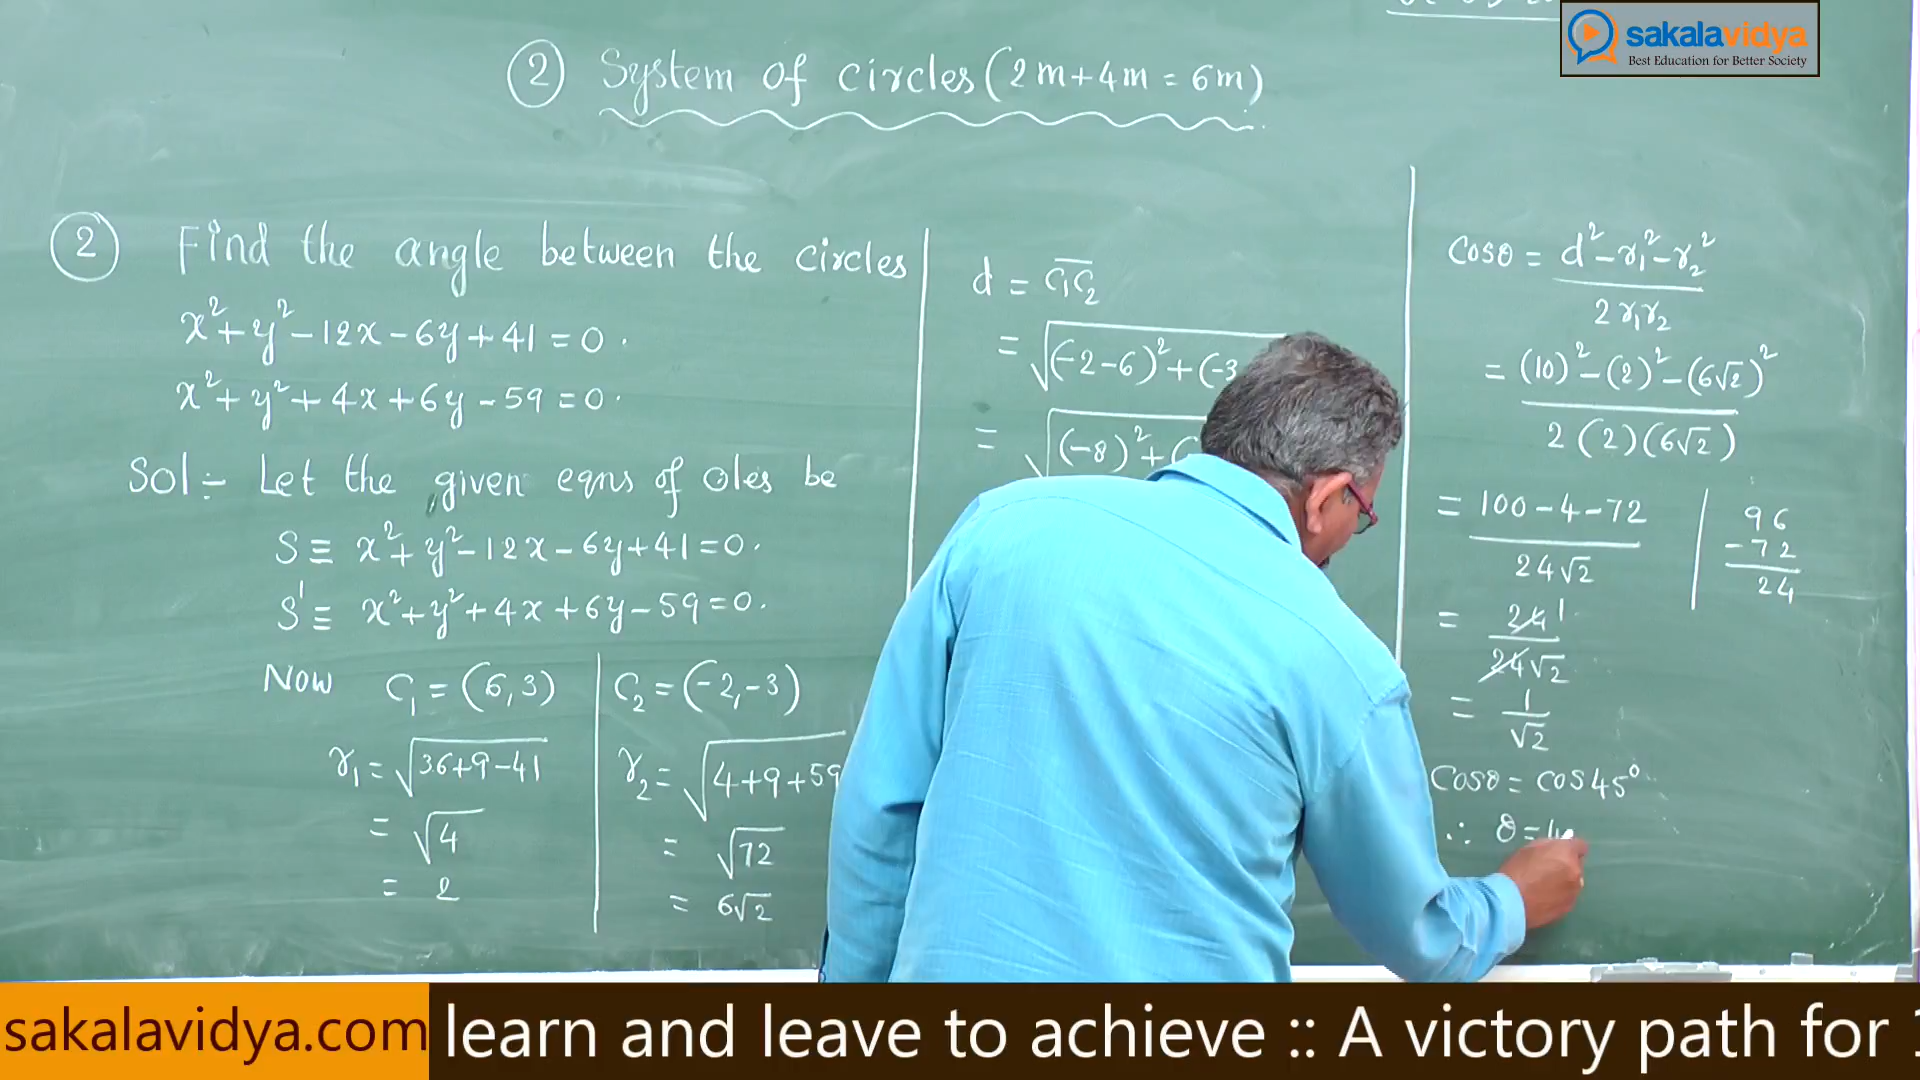 sakalavidya
Best Education for Better Society
② System of circles (2m+4m = 6m)
② Find the angle between the circles
x²+y²-12x-6y+41=0.
x²+y²+4x+6y-59=0.
Sol:- Let the given eqns of Oles be
S ≡ x²+y²-12x-6y+41=0.
S' ≡ x²+y²+4x+6y-59=0.
Now C₁ = (6,3)
r₁ = √36+9-41
= √4
= 2
C₂ = (-2,-3)
r₂ = √4+9+59
= √72
= 6√2
d = C₁C₂
= √(-2-6)²+(-3
= √(-8)²+(
Cosθ = d²-r₁²-r₂²
2r₁r₂
= (10)²-(2)²-(6√2)²
2(2)(6√2)
= 100-4-72
24√2
96
-72
24
= 24 1
24√2
= 1
√2
Cosθ = cos45°
∴ θ=
sakalavidya.com learn and leave to achieve :: A victory path for